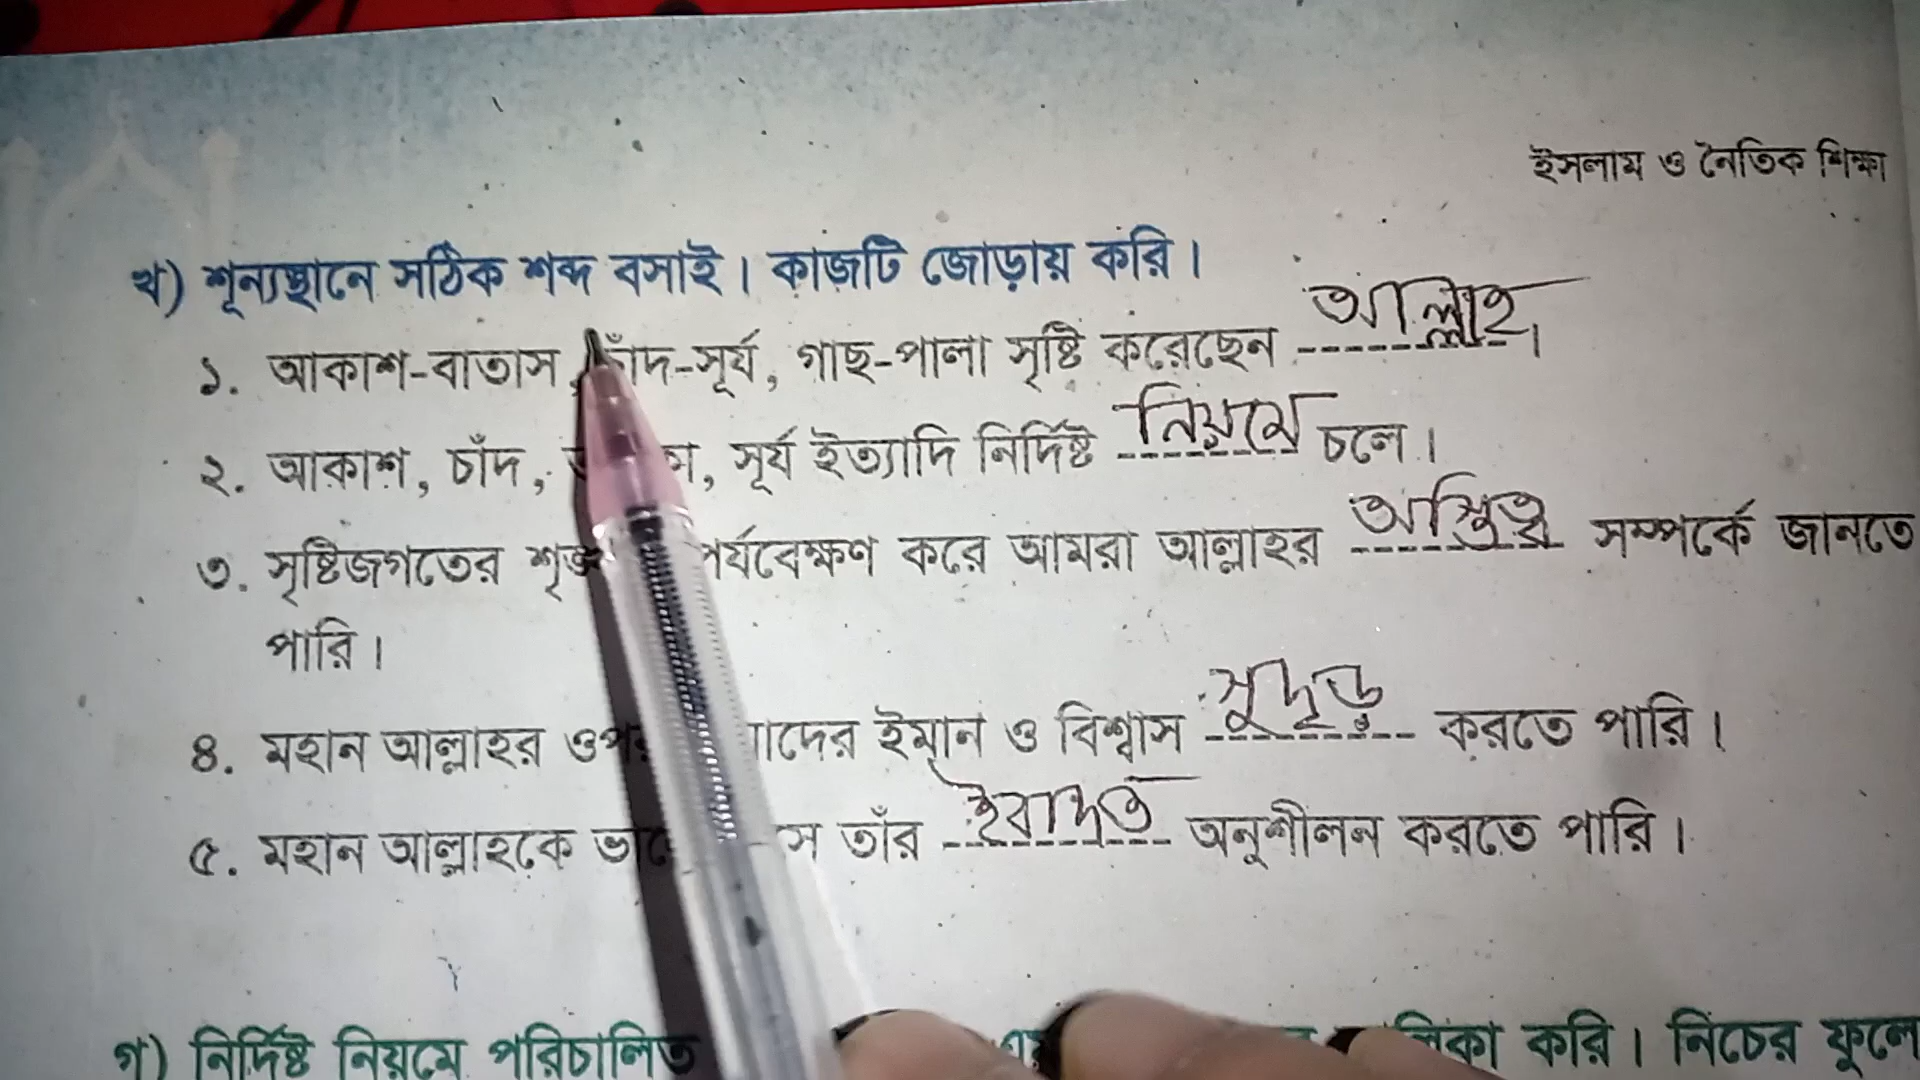 ইসলাম ও নৈতিক শিক্ষা
খ) শূন্যস্থানে সঠিক শব্দ বসাই। কাজটি জোড়ায় করি।
১. আকাশ-বাতাস, চাঁদ-সূর্য, গাছ-পালা সৃষ্টি করেছেন আল্লাহ।
২. আকাশ, চাঁদ, সূর্য ইত্যাদি নির্দিষ্ট নিয়মে চলে।
৩. সৃষ্টিজগতের পর্যবেক্ষণ করে আমরা আল্লাহর অস্তিত্ব সম্পর্কে জানতে
পারি।
৪. মহান আল্লাহর ওপর ইমান ও বিশ্বাস সুদৃঢ় করতে পারি।
৫. মহান আল্লাহকে তাঁর ইবাদত অনুশীলন করতে পারি।
গ) নির্দিষ্ট নিয়মে পরিচালিত করি। নিচের ফুলে